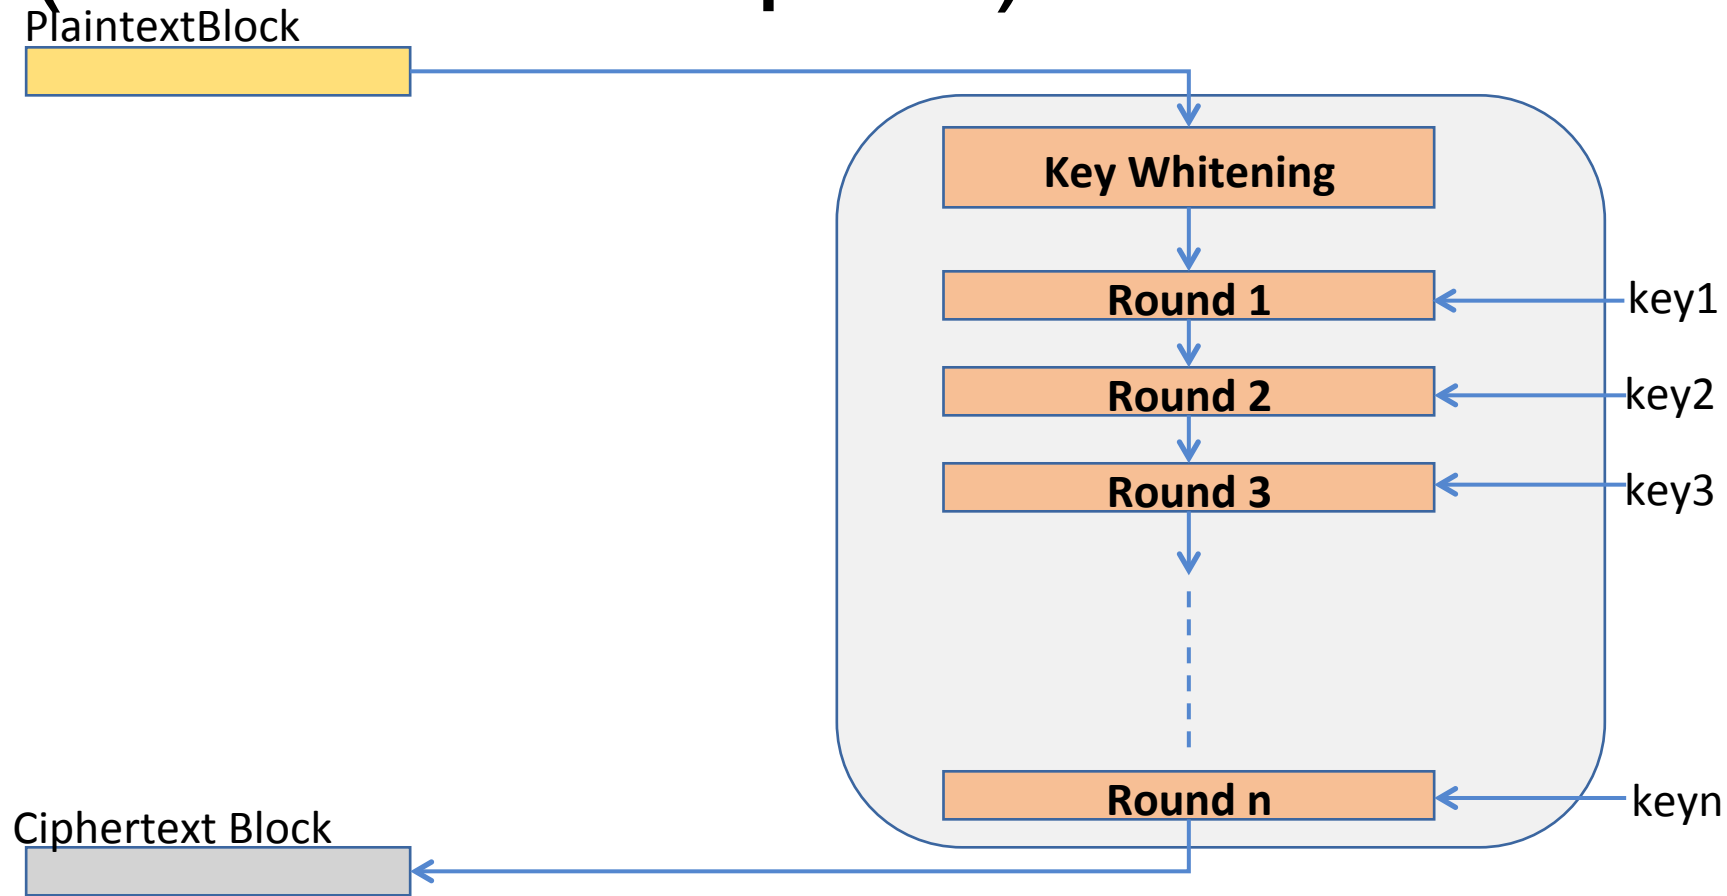 PlaintextBlock
Key Whitening
Round 1
key1
Round 2
key2
Round 3
key3
Round n
keyn
Ciphertext Block